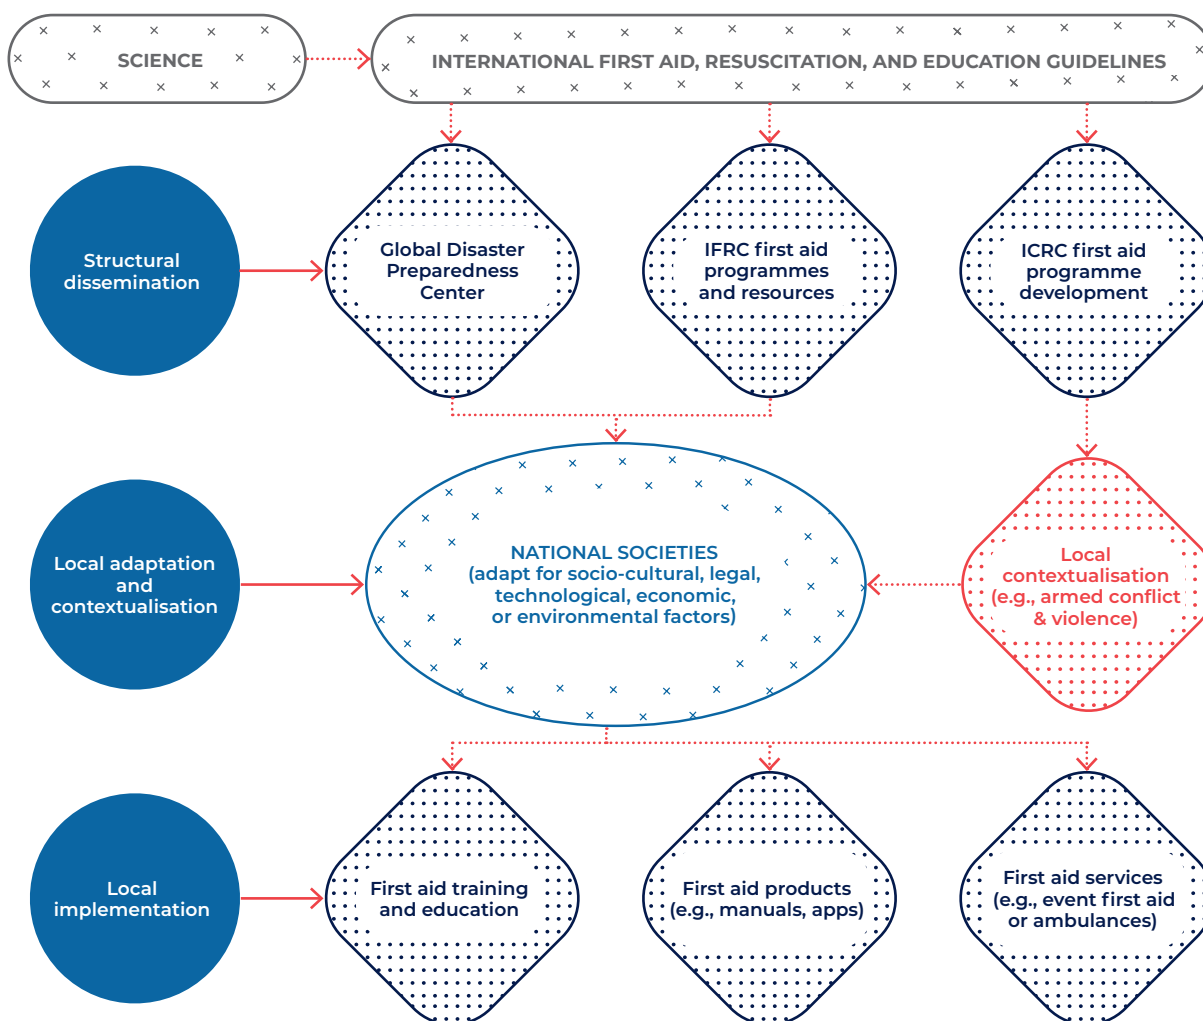 SCIENCE
INTERNATIONAL FIRST AID, RESUSCITATION, AND EDUCATION GUIDELINES
Structural
dissemination
Global Disaster
Preparedness
Center
IFRC first aid
programmes
and resources
ICRC first aid
programme
development
Local adaptation
and
contextualisation
NATIONAL SOCIETIES
(adapt for socio-cultural, legal,
technological, economic,
or environmental factors)
Local
contextualisation
(e.g., armed conflict
& violence)
Local
implementation
First aid training
and education
First aid products
(e.g., manuals, apps)
First aid services
(e.g., event first aid
or ambulances)